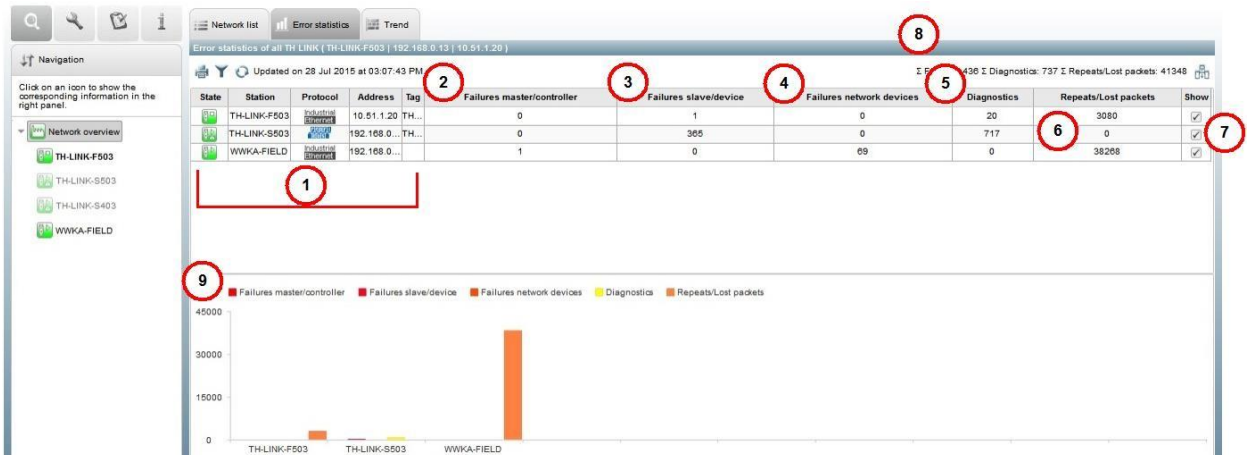 Network list
Error statistics
Trend
Error statistics of all TH LINK ( TH-LINK-F503 | 192.168.0.13 | 10.51.1.20 )
8
Navigation
Updated on 28 Jul 2015 at 03:07:43 PM
Σ 436 Σ Diagnostics: 737 Σ Repeats/Lost packets: 41348
Click on an icon to show the
corresponding information in the
right panel.
2
3
4
5
State Station Protocol Address Tag Failures master/controller Failures slave/device Failures network devices Diagnostics Repeats/Lost packets Show
TH-LINK-F503 Industrial Ethernet 10.51.1.20 TH... 0 1 0 20 3080
TH-LINK-S503 192.168.0... TH... 0 365 717 0
WWKA-FIELD Industrial Ethernet 192.168.0... 1 0 69 0 38268
6
7
1
Network overview
TH-LINK-F503
TH-LINK-S503
TH-LINK-S403
WWKA-FIELD
9
Failures master/controller Failures slave/device Failures network devices Diagnostics Repeats/Lost packets
45000
30000
15000
0
TH-LINK-F503 TH-LINK-S503 WWKA-FIELD